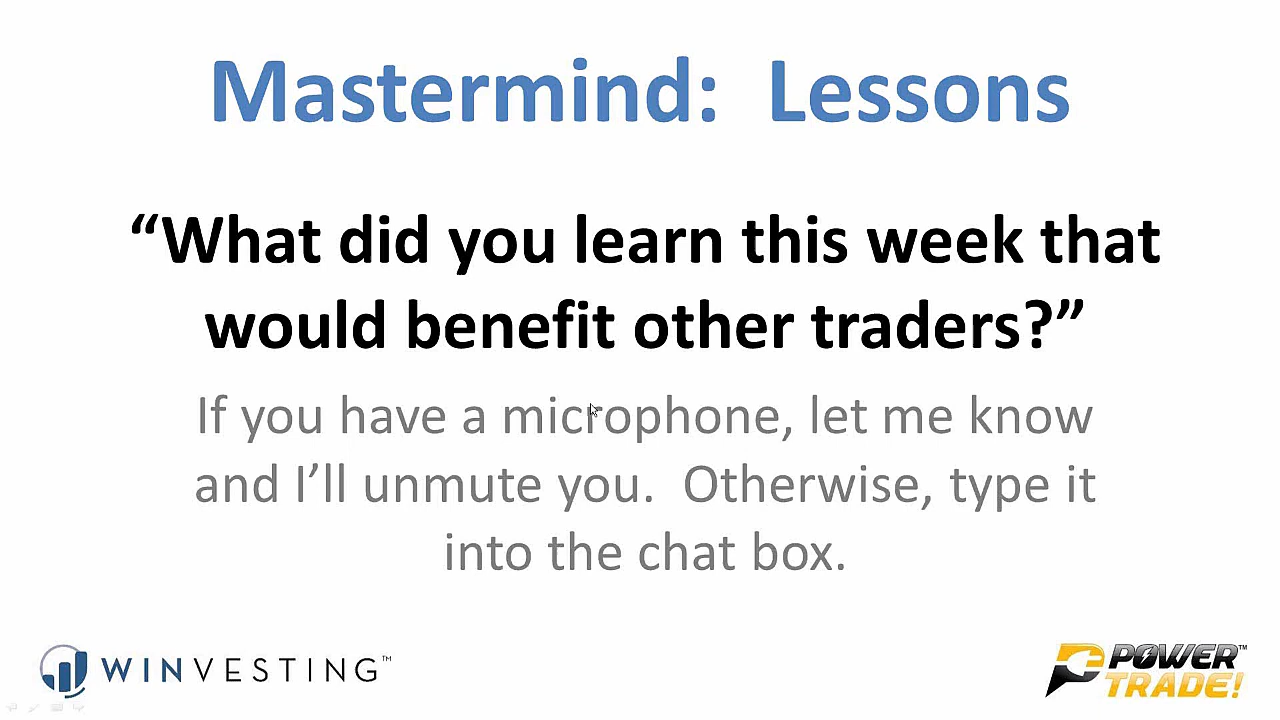 Mastermind: Lessons
“What did you learn this week that
would benefit other traders?”
If you have a microphone, let me know
and I’ll unmute you. Otherwise, type it
into the chat box.
WINVESTING™
POWER™
TRADE!